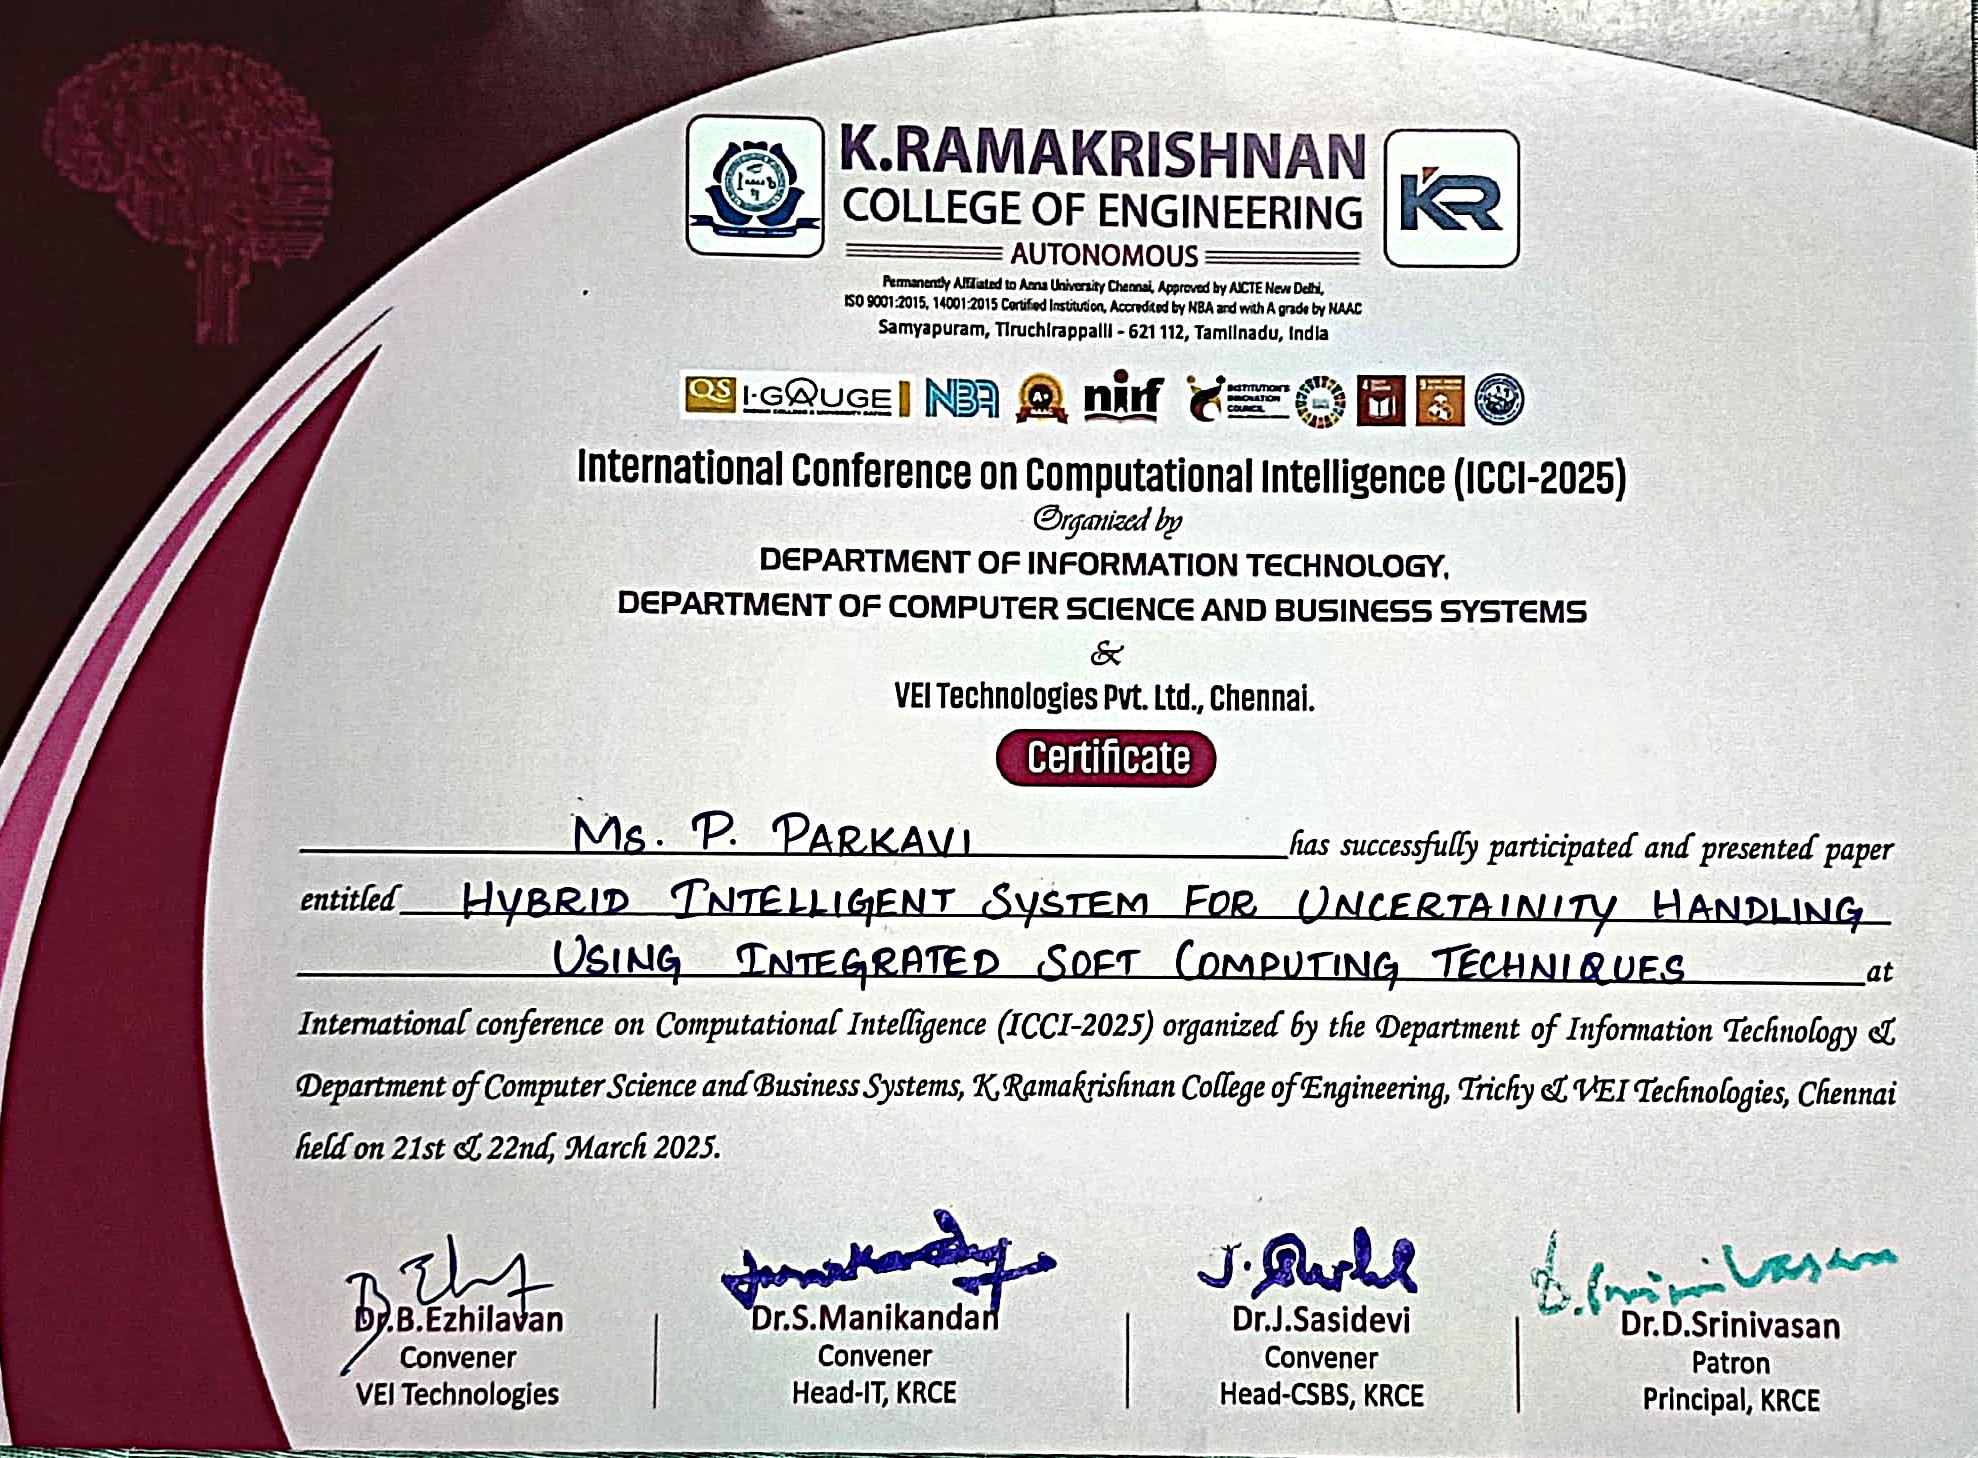 K.RAMAKRISHNAN
COLLEGE OF ENGINEERING
AUTONOMOUS
KR
Permanently Affiliated to Anna University Chennai, Approved by AICTE New Delhi,
ISO 9001:2015, 14001:2015 Certified Institution, Accredited by NBA and with A grade by NAAC
Samyapuram, Tiruchirappalli - 621 112, Tamilnadu, India
QS I·GAUGE NBA nirf INSTITUTION'S INNOVATION COUNCIL
International Conference on Computational Intelligence (ICCI-2025)
Organized by
DEPARTMENT OF INFORMATION TECHNOLOGY,
DEPARTMENT OF COMPUTER SCIENCE AND BUSINESS SYSTEMS
&
VEI Technologies Pvt. Ltd., Chennai.
Certificate
Ms. P. PARKAVI has successfully participated and presented paper
entitled HYBRID INTELLIGENT SYSTEM FOR UNCERTAINITY HANDLING
USING INTEGRATED SOFT COMPUTING TECHNIQUES at
International conference on Computational Intelligence (ICCI-2025) organized by the Department of Information Technology &
Department of Computer Science and Business Systems, K.Ramakrishnan College of Engineering, Trichy & VEI Technologies, Chennai
held on 21st & 22nd, March 2025.
Dr.B.Ezhilavan
Convener
VEI Technologies
Dr.S.Manikandan
Convener
Head-IT, KRCE
Dr.J.Sasidevi
Convener
Head-CSBS, KRCE
D.Srinivasan
Dr.D.Srinivasan
Patron
Principal, KRCE